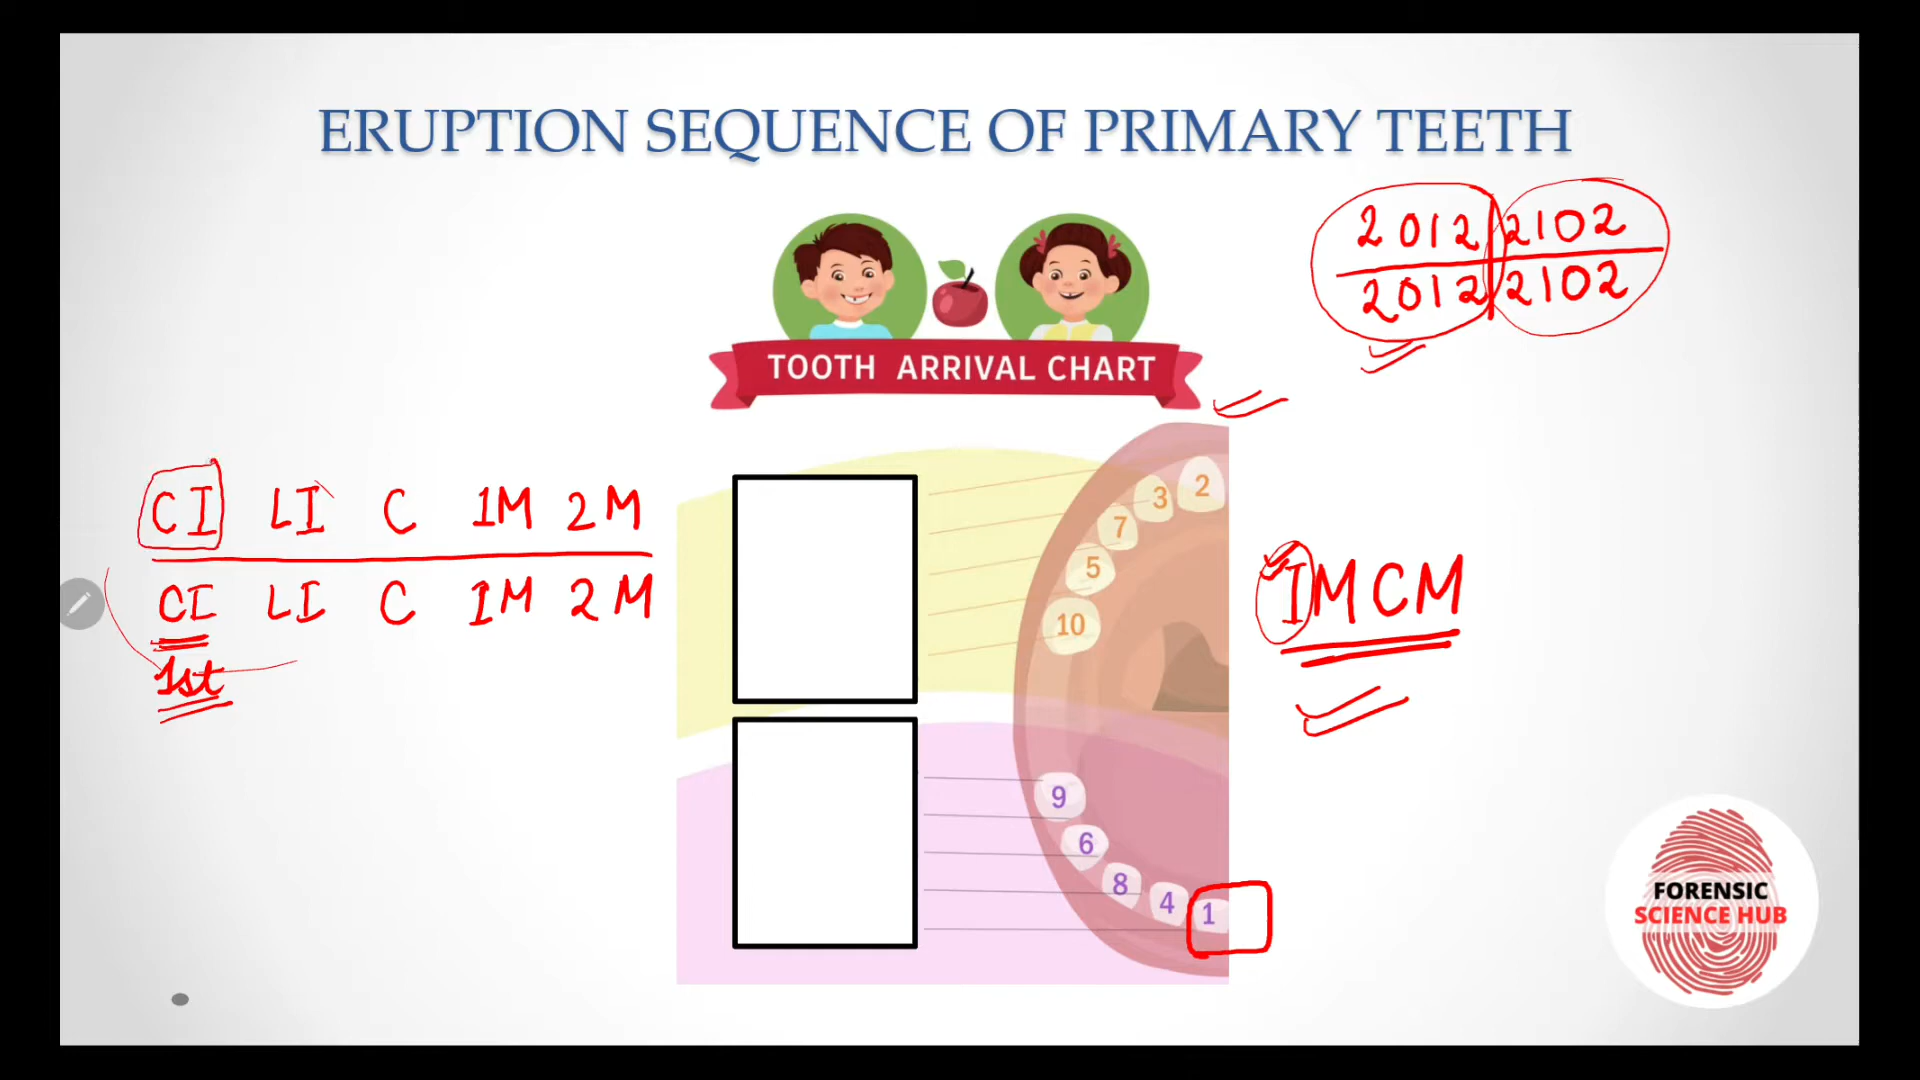 ERUPTION SEQUENCE OF PRIMARY TEETH
2012|2102
2012|2102
TOOTH ARRIVAL CHART
CI LI C 1M 2M
CI LI C 1M 2M
1st
2
3
7
5
10
IMCM
9
6
8
4
1
FORENSIC
SCIENCE HUB